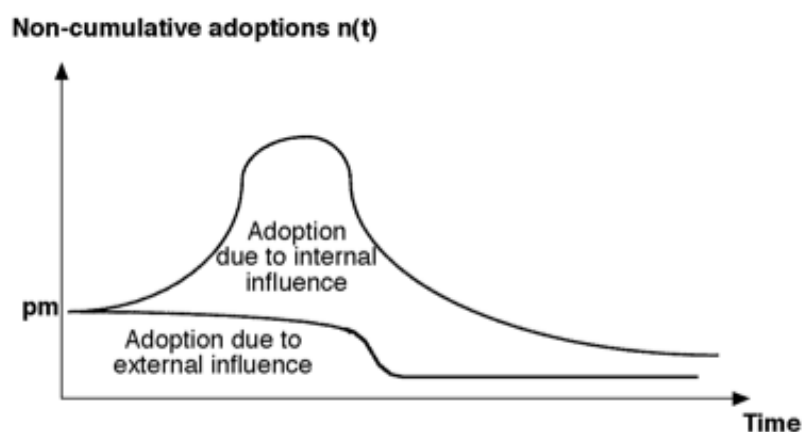 Non-cumulative adoptions n(t)
Adoption
due to internal
influence
pm
Adoption due to
external influence
Time